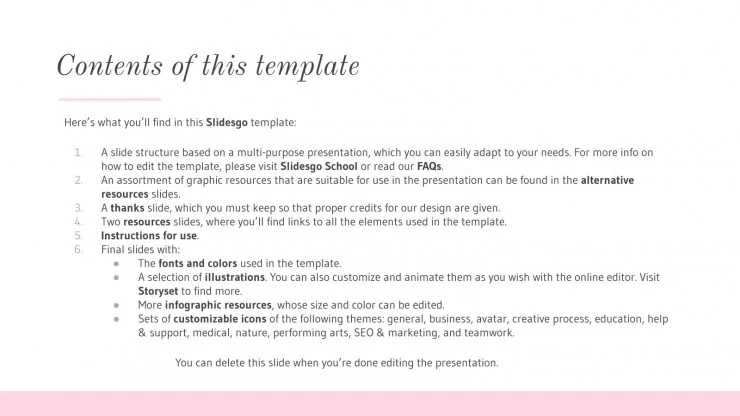 Contents of this template
Here’s what you’ll find in this Slidesgo template:
1. A slide structure based on a multi-purpose presentation, which you can easily adapt to your needs. For more info on
how to edit the template, please visit Slidesgo School or read our FAQs.
2. An assortment of graphic resources that are suitable for use in the presentation can be found in the alternative
resources slides.
3. A thanks slide, which you must keep so that proper credits for our design are given.
4. Two resources slides, where you’ll find links to all the elements used in the template.
5. Instructions for use.
6. Final slides with:
● The fonts and colors used in the template.
● A selection of illustrations. You can also customize and animate them as you wish with the online editor. Visit
Storyset to find more.
● More infographic resources, whose size and color can be edited.
● Sets of customizable icons of the following themes: general, business, avatar, creative process, education, help
& support, medical, nature, performing arts, SEO & marketing, and teamwork.
You can delete this slide when you’re done editing the presentation.